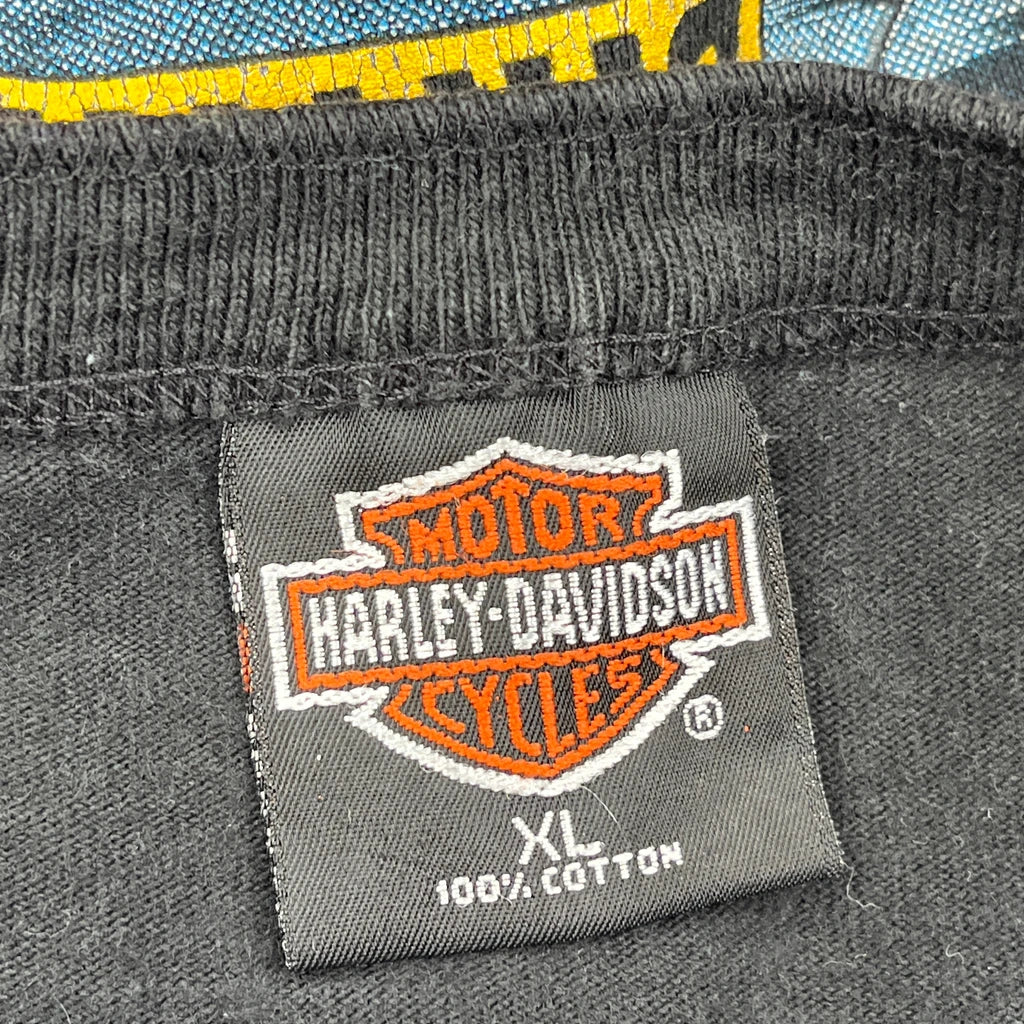 MOTOR
HARLEY-DAVIDSON
CYCLES
®
XL
100% COTTON